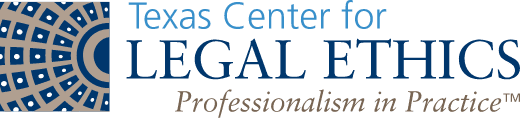 Texas Center for
LEGAL ETHICS
Professionalism in Practice™